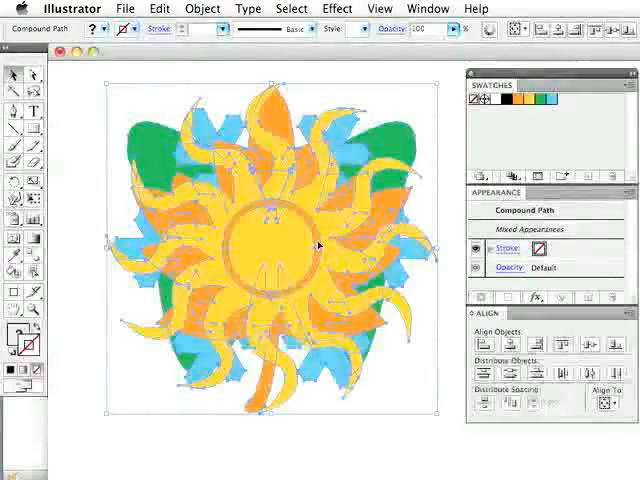 Illustrator File Edit Object Type Select Effect View Window Help
Compound Path ? Stroke: Basic Style: Opacity: 100 %
SWATCHES
APPEARANCE
Compound Path
Mixed Appearances
Stroke:
Opacity: Default
fx
ALIGN
Align Objects:
Distribute Objects:
Distribute Spacing:
Align To:
T
?